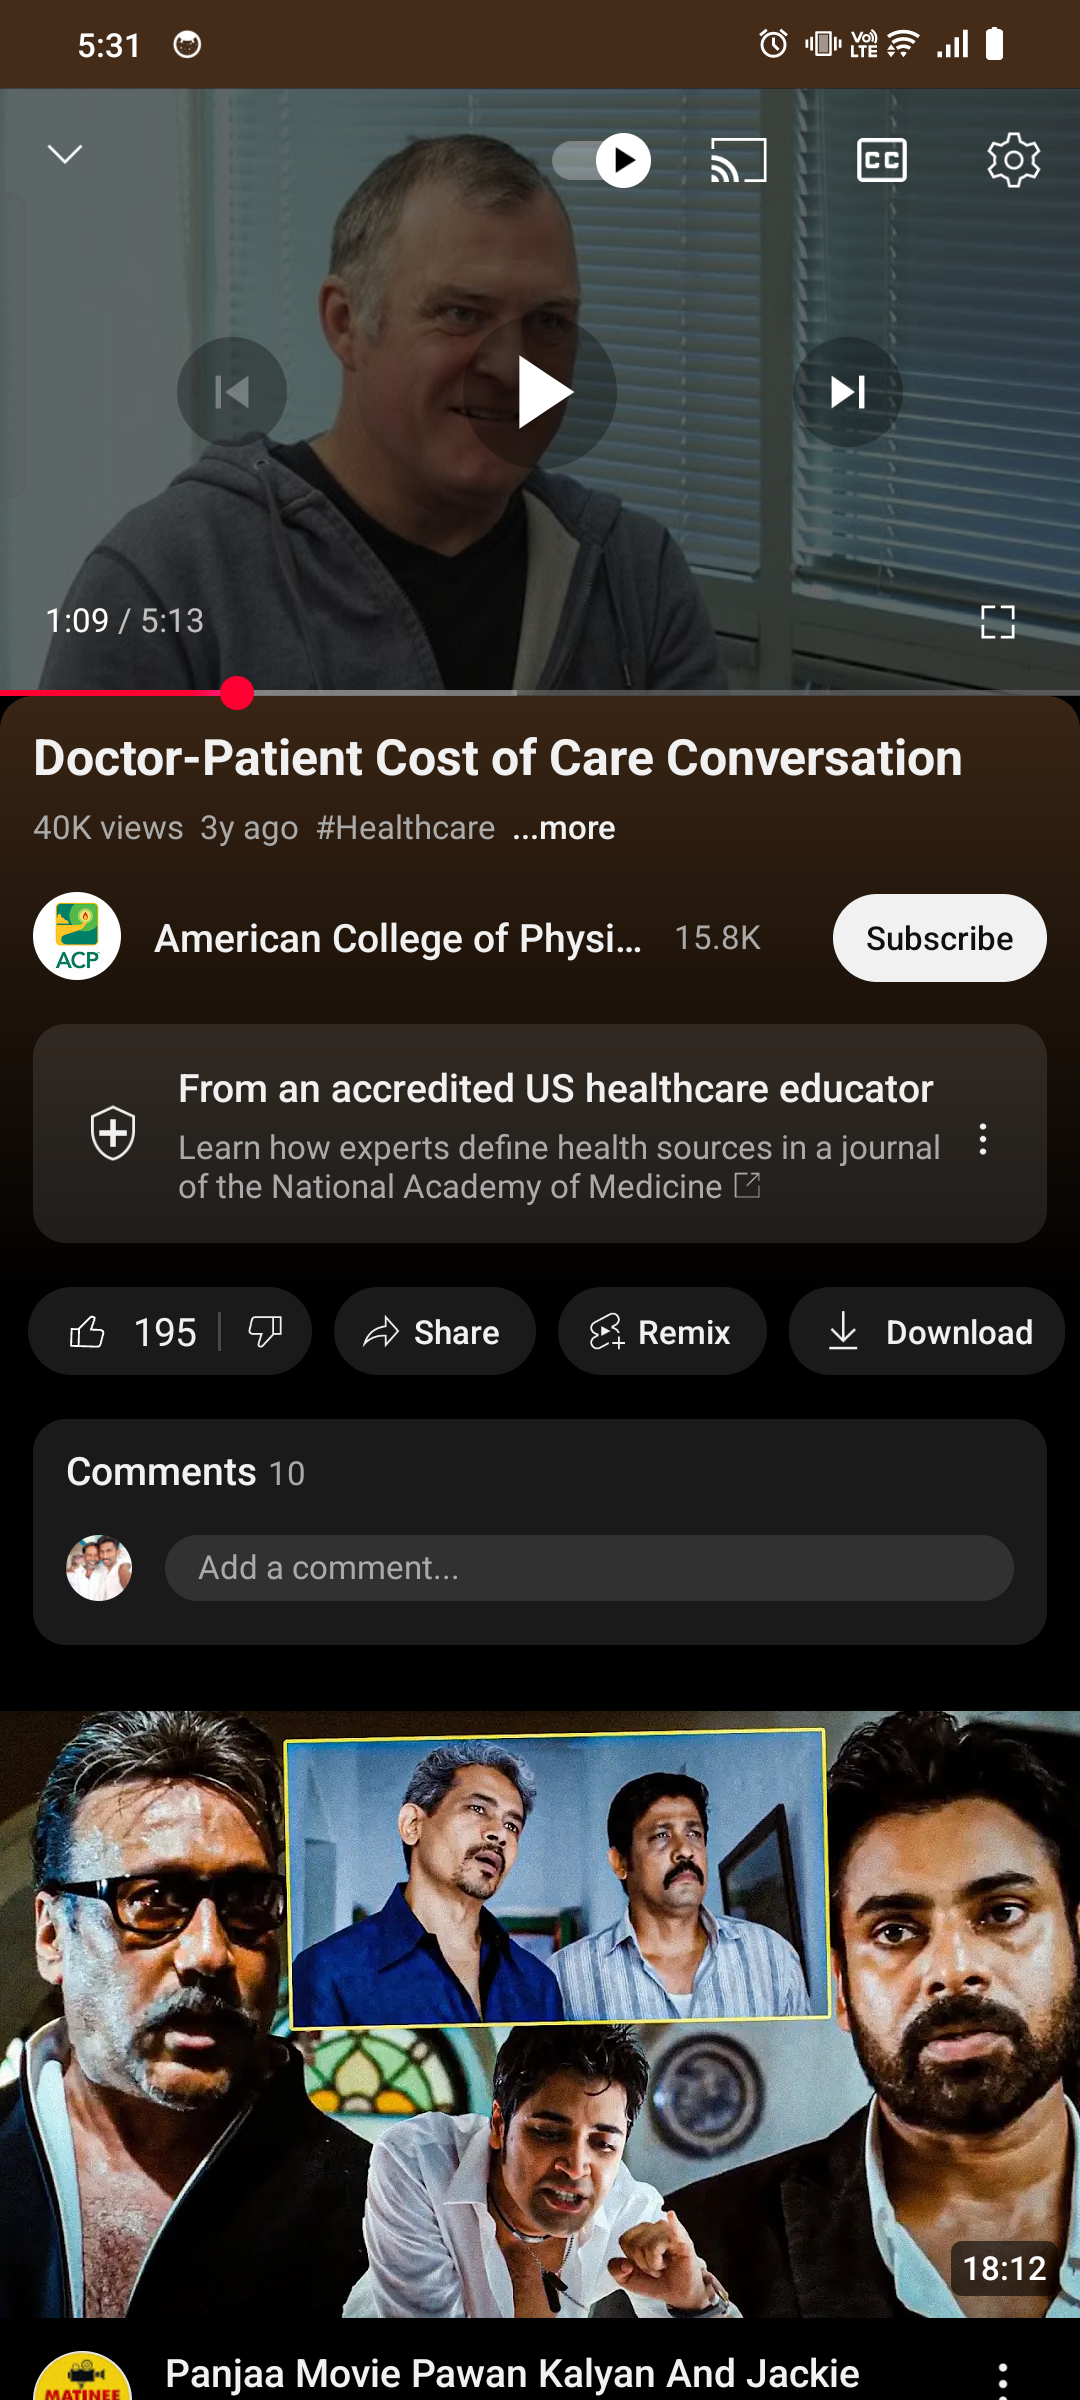 5:31
Vo)) LTE
CC
1:09 / 5:13
Doctor-Patient Cost of Care Conversation
40K views 3y ago #Healthcare ...more
ACP
American College of Physi... 15.8K
Subscribe
From an accredited US healthcare educator
Learn how experts define health sources in a journal
of the National Academy of Medicine
195
Share
Remix
Download
Comments 10
Add a comment...
18:12
MATINEE
Panjaa Movie Pawan Kalyan And Jackie